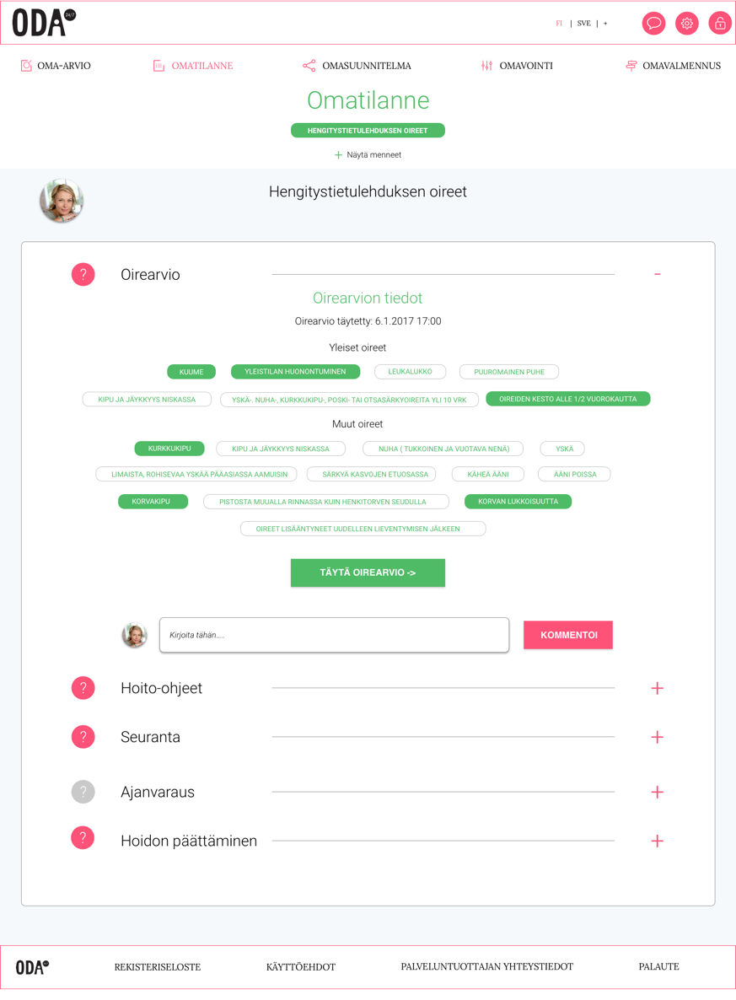 ODA 24/7
FI | SVE | +
OMA-ARVIO OMATILANNE OMASUUNNITELMA OMAVOINTI OMAVALMENNUS
Omatilanne
HENGITYSTIETULEHDUKSEN OIREET
+ Näytä menneet
Hengitystietulehduksen oireet
? Oirearvio -
Oirearvion tiedot
Oirearvio täytetty: 6.1.2017 17:00
Yleiset oireet
KUUME YLEISTILAN HUONONTUMINEN LEUKALUKKO PUUROMAINEN PUHE
KIPU JA JÄYKKYYS NISKASSA YSKÄ-. NUHA-, KURKKUKIPU-, POSKI- TAI OTSASÄRKYOIREITA YLI 10 VRK OIREIDEN KESTO ALLE 1/2 VUOROKAUTTA
Muut oireet
KURKKUKIPU KIPU JA JÄYKKYYS NISKASSA NUHA ( TUKKOINEN JA VUOTAVA NENÄ) YSKÄ
LIMAISTA, ROHISEVAA YSKÄÄ PÄÄASIASSA AAMUISIN SÄRKYÄ KASVOJEN ETUOSASSA KÄHEÄ ÄÄNI ÄÄNI POISSA
KORVAKIPU PISTOSTA MUUALLA RINNASSA KUIN HENKITORVEN SEUDULLA KORVAN LUKKOISUUTTA
OIREET LISÄÄNTYNEET UUDELLEEN LIEVENTYMISEN JÄLKEEN
TÄYTÄ OIREARVIO ->
Kirjoita tähän..... KOMMENTOI
? Hoito-ohjeet +
? Seuranta +
? Ajanvaraus +
? Hoidon päättäminen +
ODA REKISTERISELOSTE KÄYTTÖEHDOT PALVELUNTUOTTAJAN YHTEYSTIEDOT PALAUTE